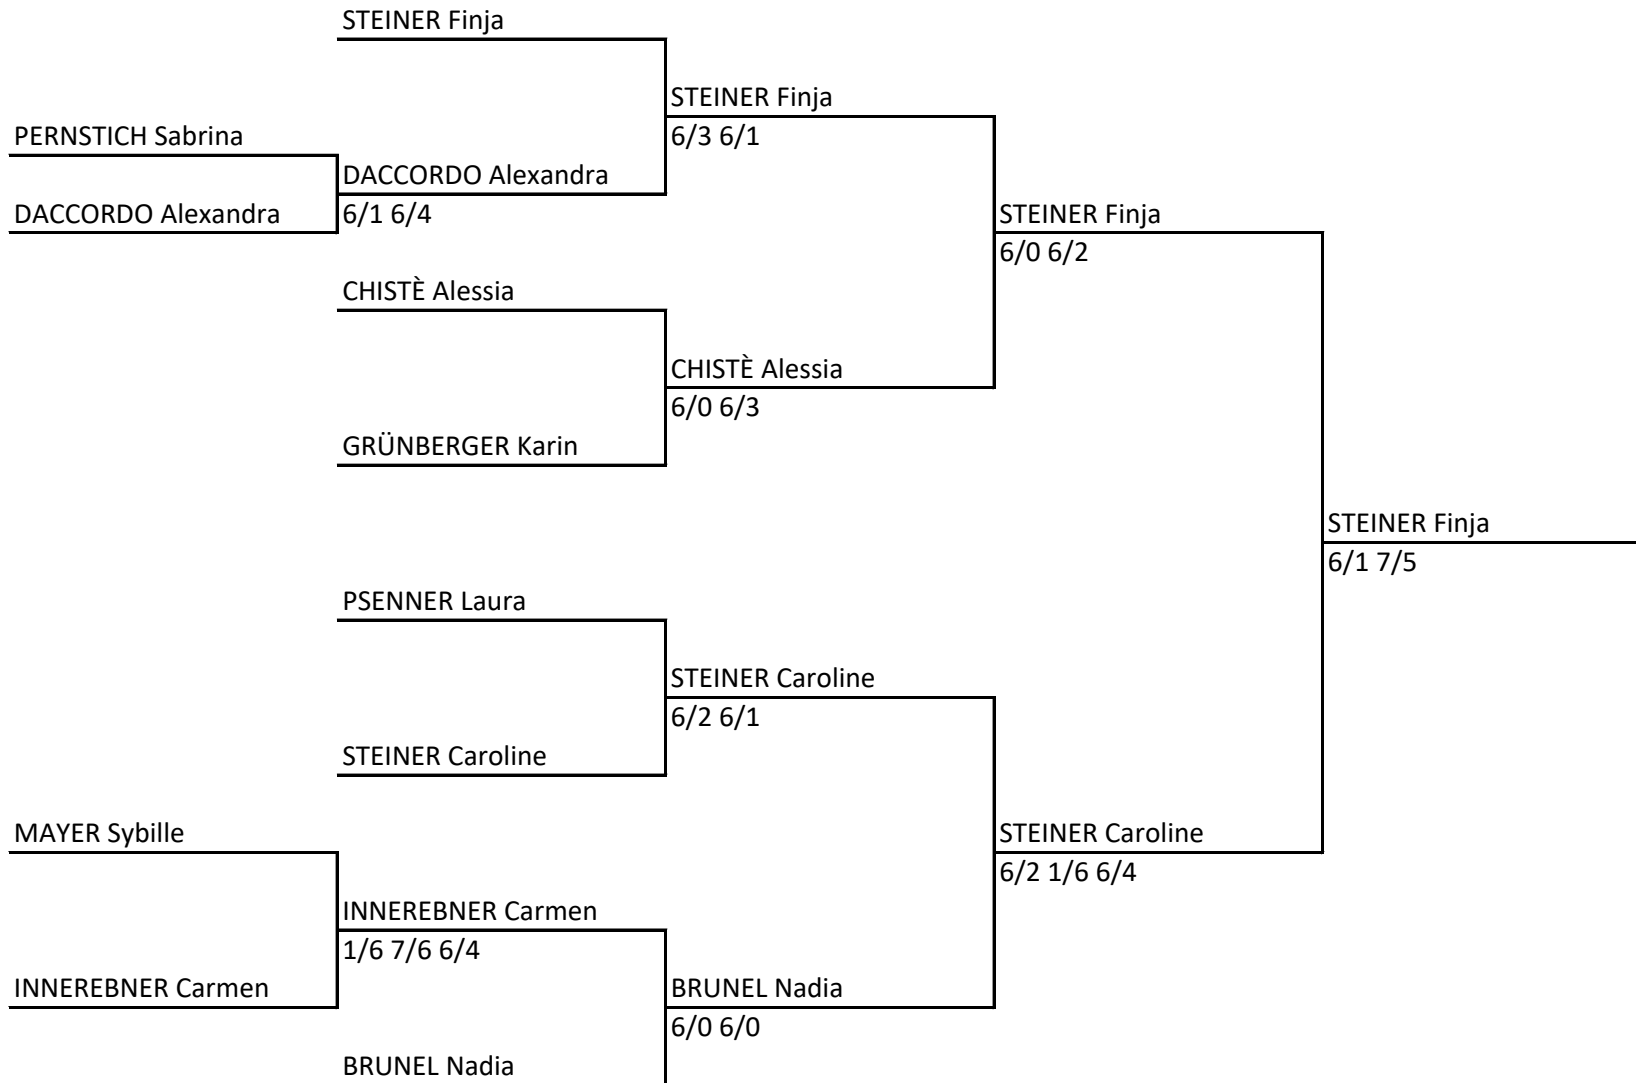 STEINER Finja
STEINER Finja
PERNSTICH Sabrina
6/3 6/1
DACCORDO Alexandra
DACCORDO Alexandra
6/1 6/4
STEINER Finja
6/0 6/2
CHISTÈ Alessia
CHISTÈ Alessia
6/0 6/3
GRÜNBERGER Karin
STEINER Finja
6/1 7/5
PSENNER Laura
STEINER Caroline
6/2 6/1
STEINER Caroline
MAYER Sybille
STEINER Caroline
6/2 1/6 6/4
INNEREBNER Carmen
1/6 7/6 6/4
INNEREBNER Carmen
BRUNEL Nadia
6/0 6/0
BRUNEL Nadia